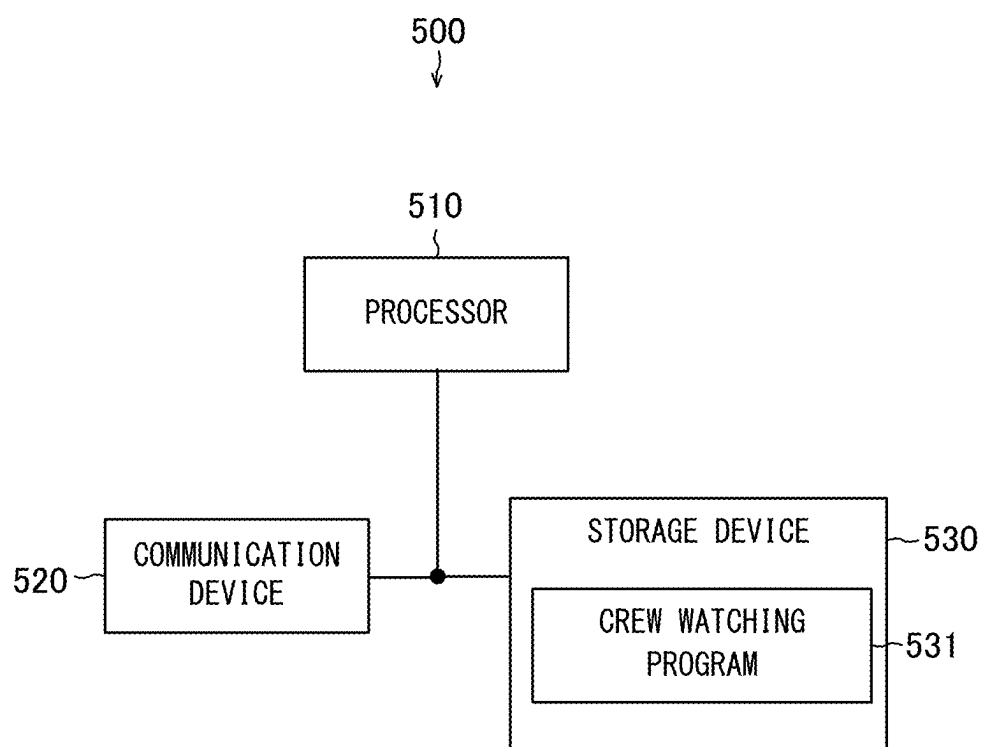 500
510
PROCESSOR
COMMUNICATION
DEVICE
520
STORAGE DEVICE
530
CREW WATCHING
PROGRAM
531